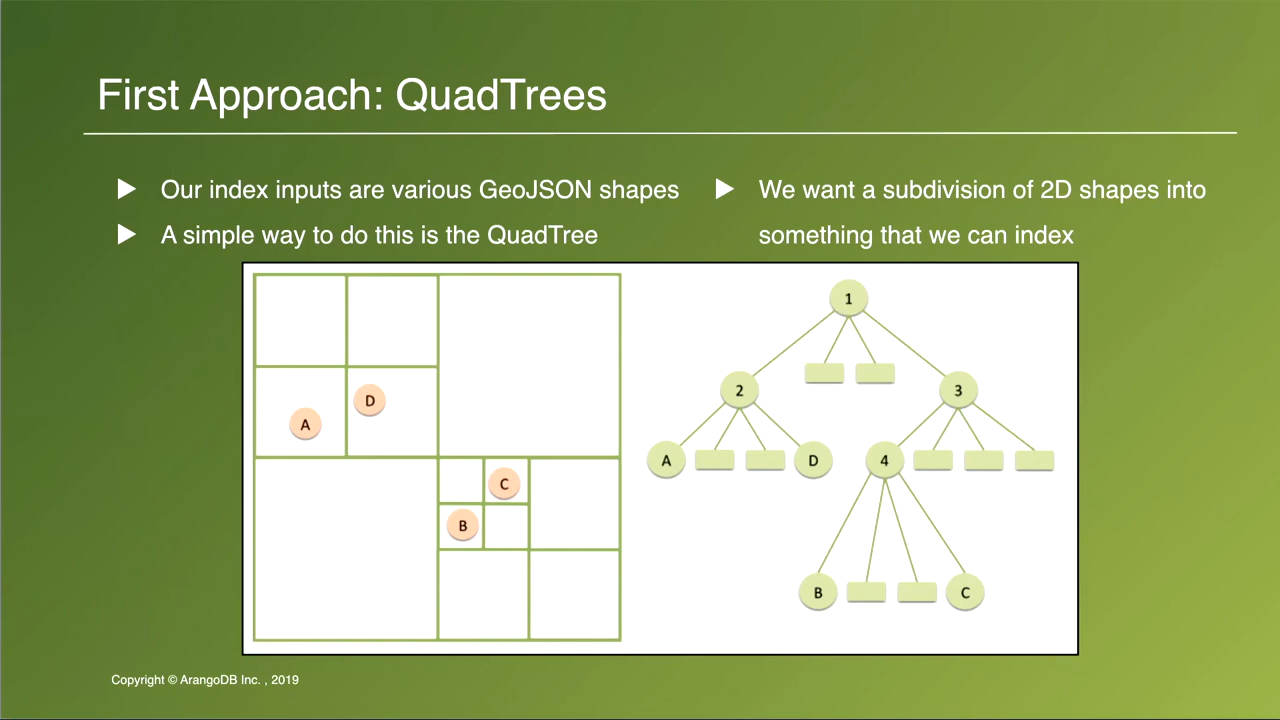 First Approach: QuadTrees
Our index inputs are various GeoJSON shapes
A simple way to do this is the QuadTree
We want a subdivision of 2D shapes into
something that we can index
A
D
C
B
1
2
3
A
D
4
B
C
Copyright © ArangoDB Inc. , 2019